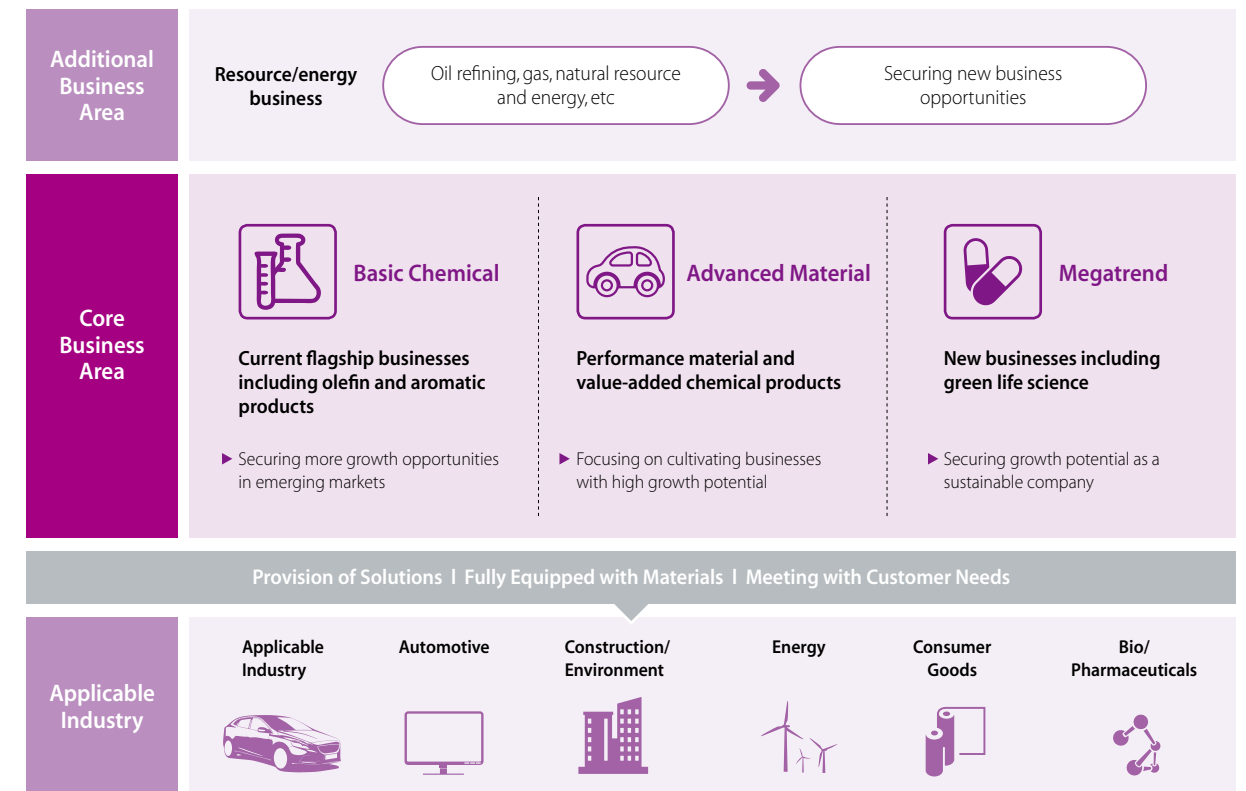 Additional
Business
Area
Resource/energy
business
Oil refining, gas, natural resource
and energy, etc
Securing new business
opportunities
Core
Business
Area
Basic Chemical
Current flagship businesses
including olefin and aromatic
products
Securing more growth opportunities
in emerging markets
Advanced Material
Performance material and
value-added chemical products
Focusing on cultivating businesses
with high growth potential
Megatrend
New businesses including
green life science
Securing growth potential as a
sustainable company
Provision of Solutions l Fully Equipped with Materials l Meeting with Customer Needs
Applicable
Industry
Applicable
Industry
Automotive
Construction/
Environment
Energy
Consumer
Goods
Bio/
Pharmaceuticals